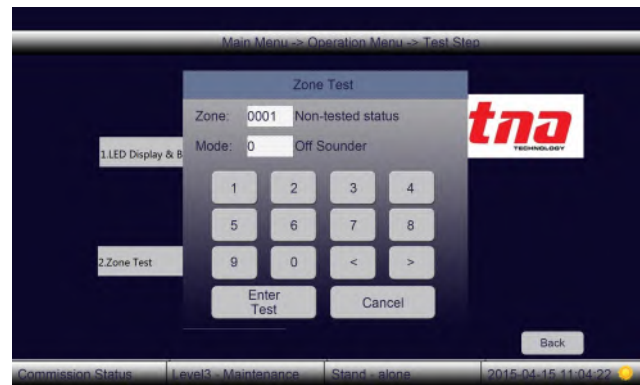 Main Menu -> Operation Menu -> Test Step
Zone Test
Zone: 0001 Non-tested status
Mode: 0 Off Sounder
tna
TECHNOLOGY
1.LED Display & B
1 2 3 4
5 6 7 8
2.Zone Test
9 0 < >
Enter Test
Cancel
Back
Commission Status Level3 - Maintenance Stand - alone 2015-04-15 11:04:22